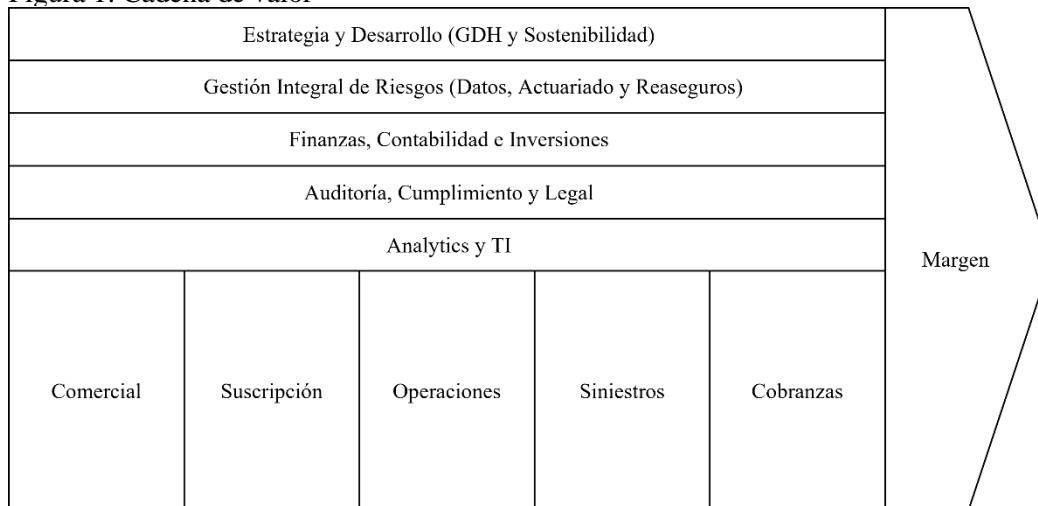 Figura 1. Cadena de valor
Estrategia y Desarrollo (GDH y Sostenibilidad)
Gestión Integral de Riesgos (Datos, Actuariado y Reaseguros)
Finanzas, Contabilidad e Inversiones
Auditoría, Cumplimiento y Legal
Analytics y TI
Margen
Comercial
Suscripción
Operaciones
Siniestros
Cobranzas